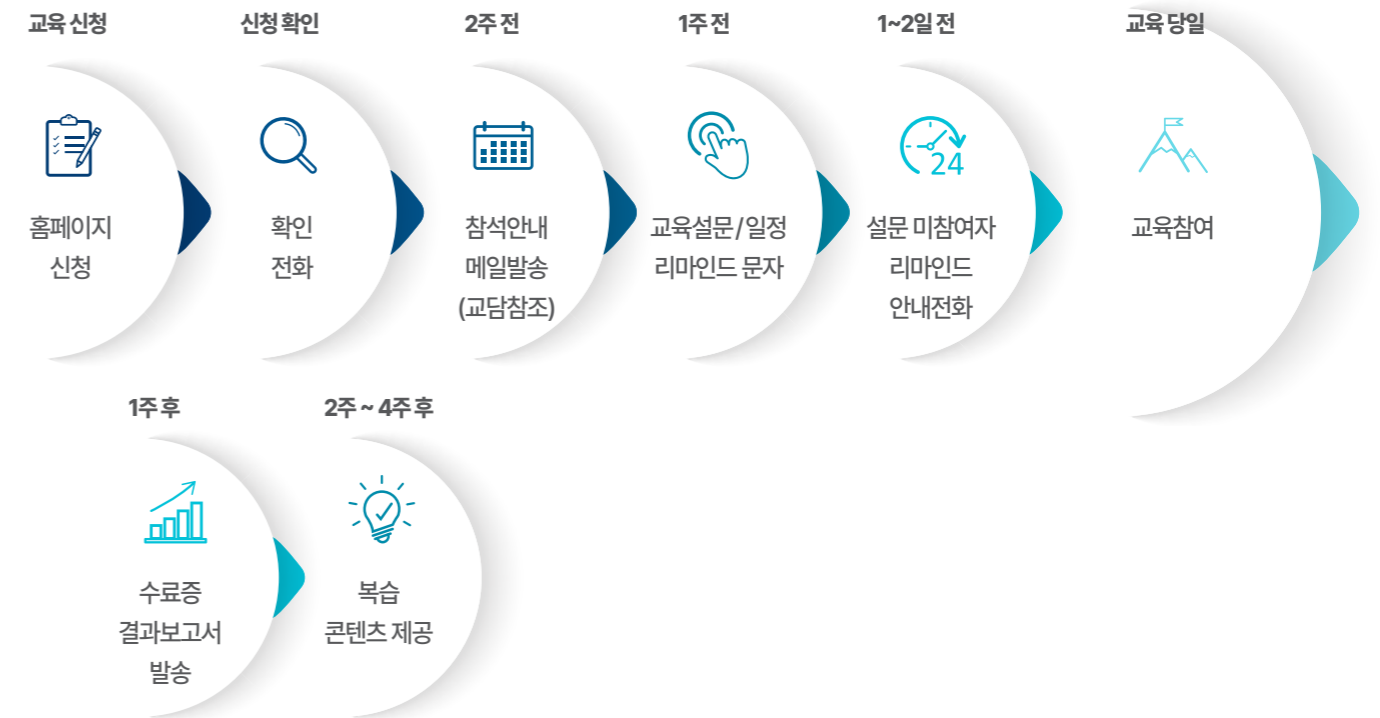 교육 신청
홈페이지
신청
신청 확인
확인
전화
2주 전
참석안내
메일발송
(교담참조)
1주 전
교육설문/일정
리마인드 문자
1~2일 전
24
설문 미참여자
리마인드
안내전화
교육 당일
교육참여
1주 후
수료증
결과보고서
발송
2주 ~ 4주 후
복습
콘텐츠 제공